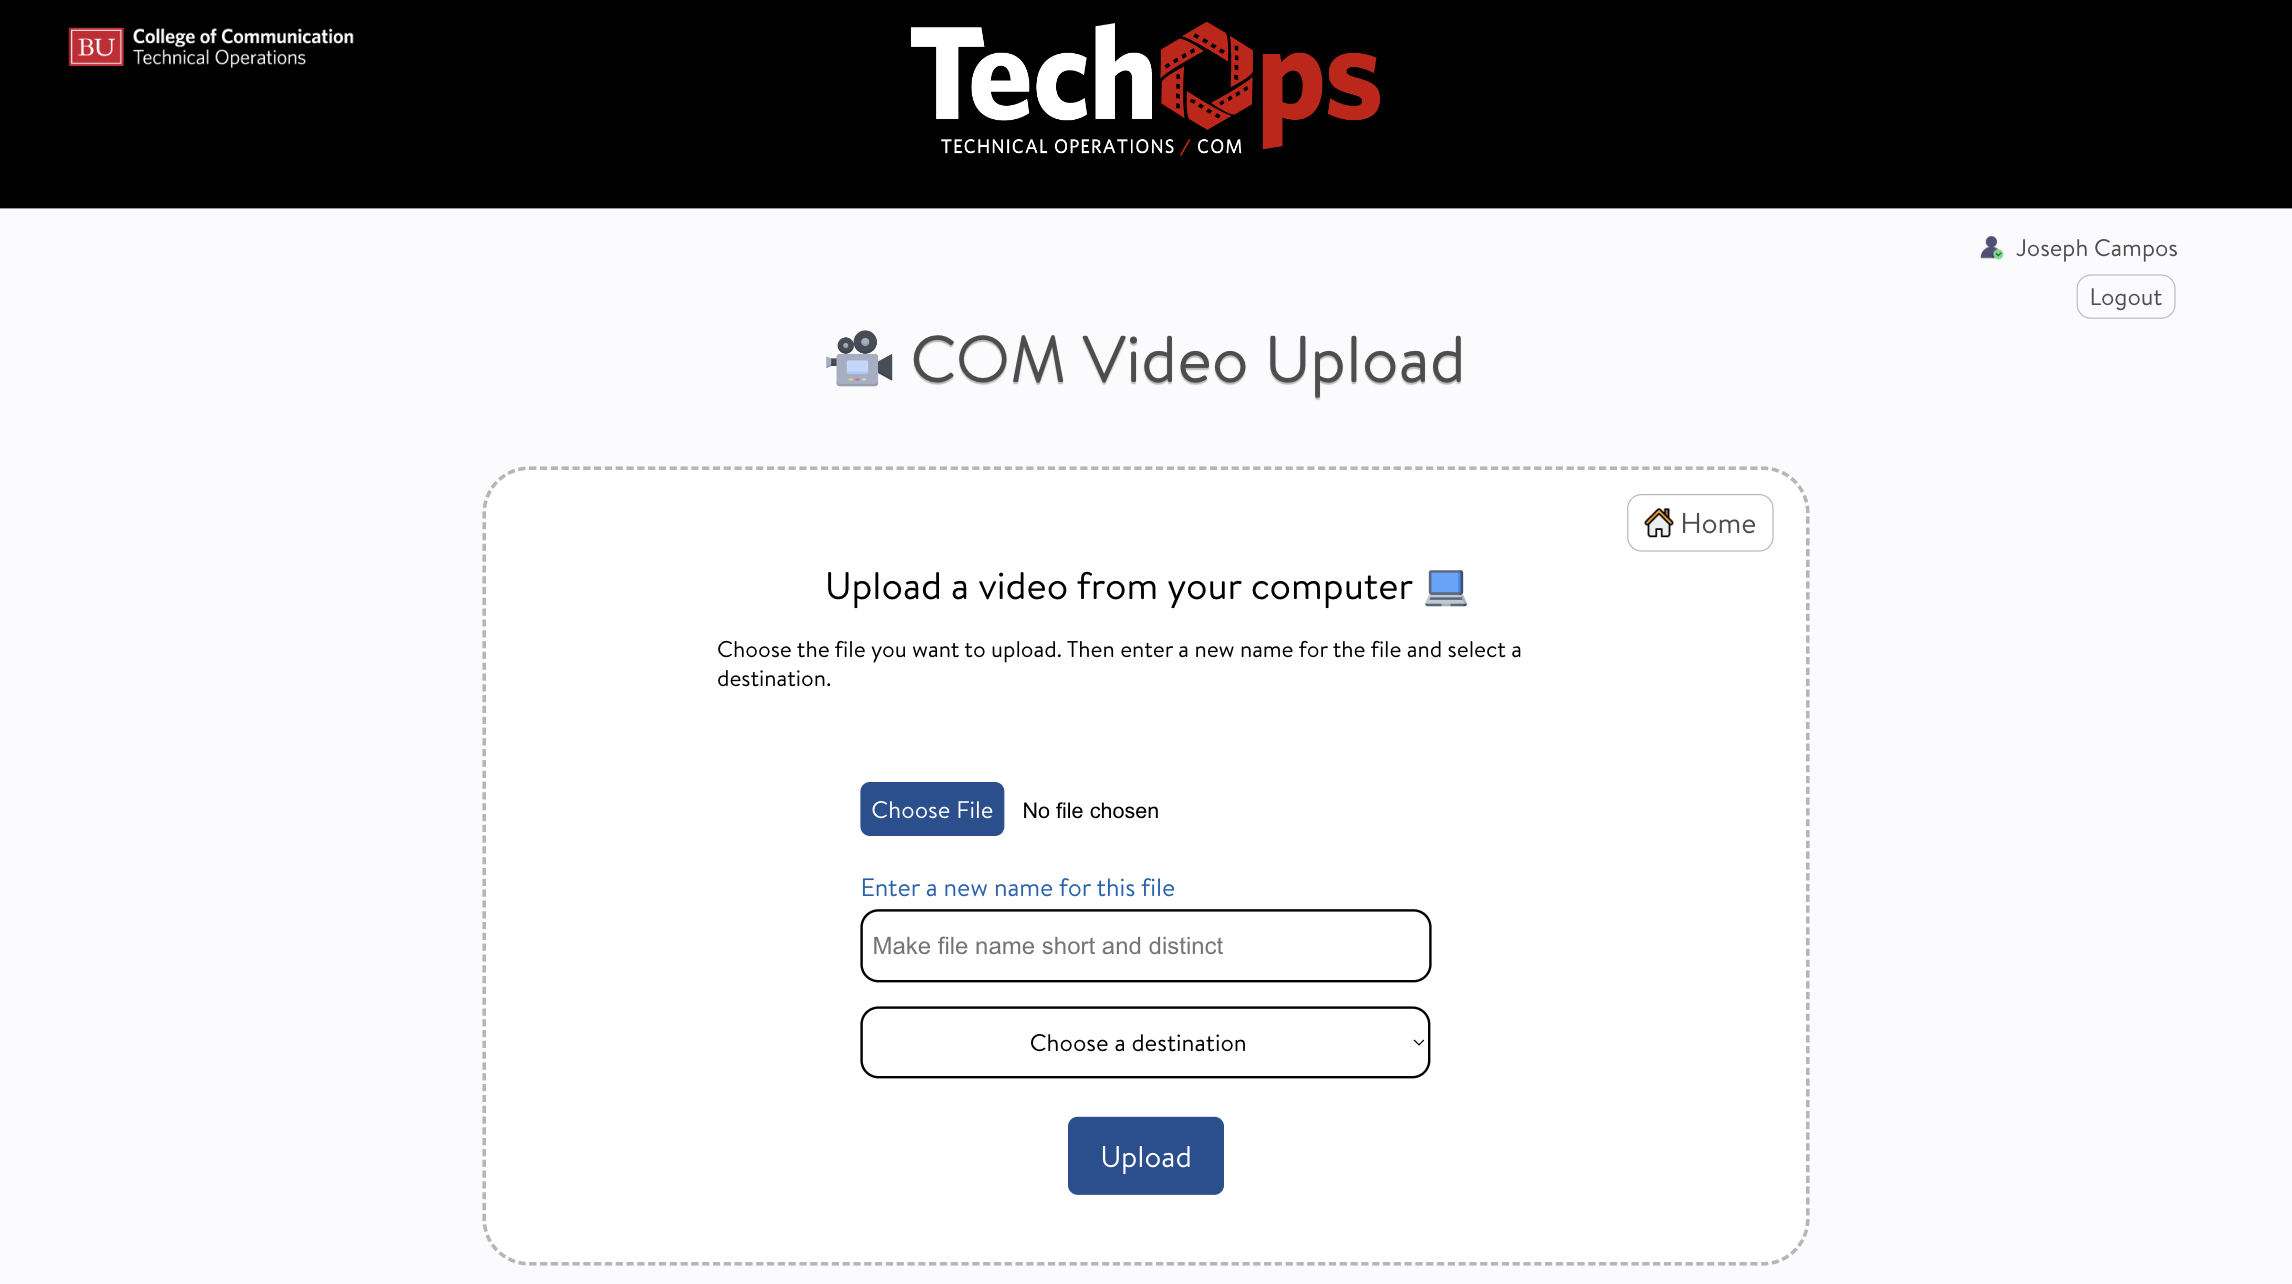 BU
College of Communication
Technical Operations
TechOps
TECHNICAL OPERATIONS / COM
Joseph Campos
Logout
COM Video Upload
Home
Upload a video from your computer
Choose the file you want to upload. Then enter a new name for the file and select a
destination.
Choose File No file chosen
Enter a new name for this file
Make file name short and distinct
Choose a destination
Upload